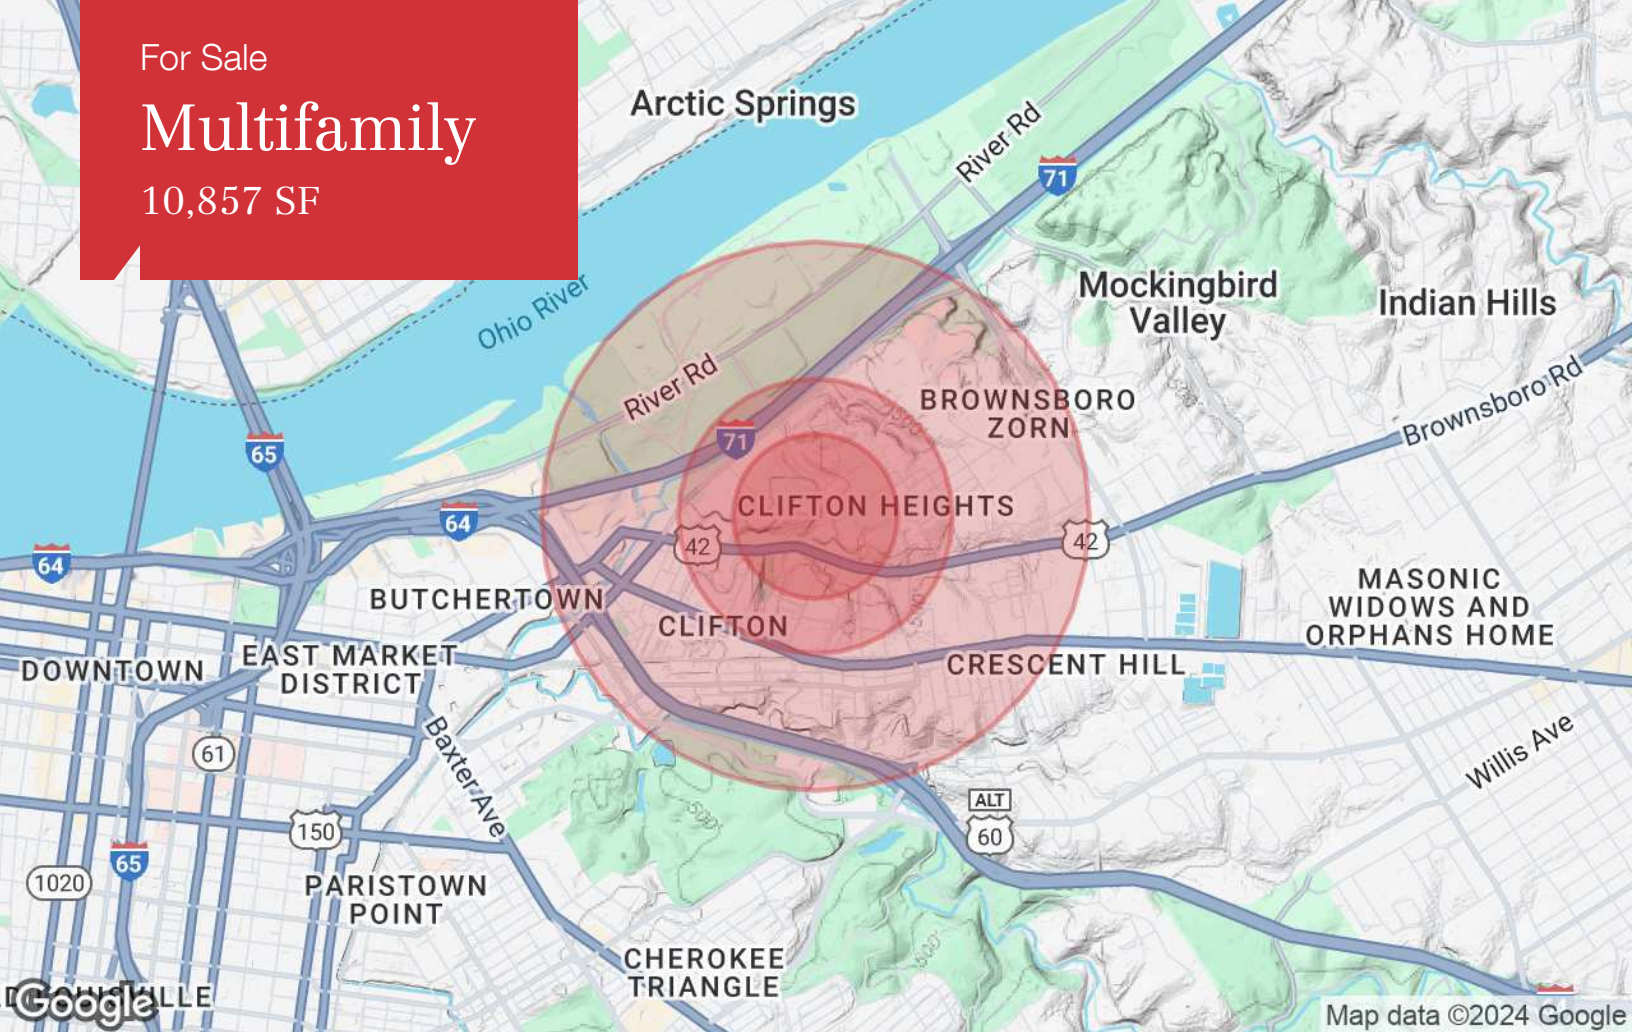 For Sale
Multifamily
10,857 SF
Arctic Springs
River Rd
71
Ohio River
Mockingbird
Valley
Indian Hills
River Rd
BROWNSBORO
ZORN
Brownsboro Rd
65
71
64
CLIFTON HEIGHTS
42
42
64
BUTCHERTOWN
CLIFTON
MASONIC
WIDOWS AND
ORPHANS HOME
DOWNTOWN
EAST MARKET
DISTRICT
CRESCENT HILL
61
Baxter Ave
Willis Ave
150
ALT
60
65
1020
PARISTOWN
POINT
CHEROKEE
TRIANGLE
500'
Google
Map data ©2024 Google